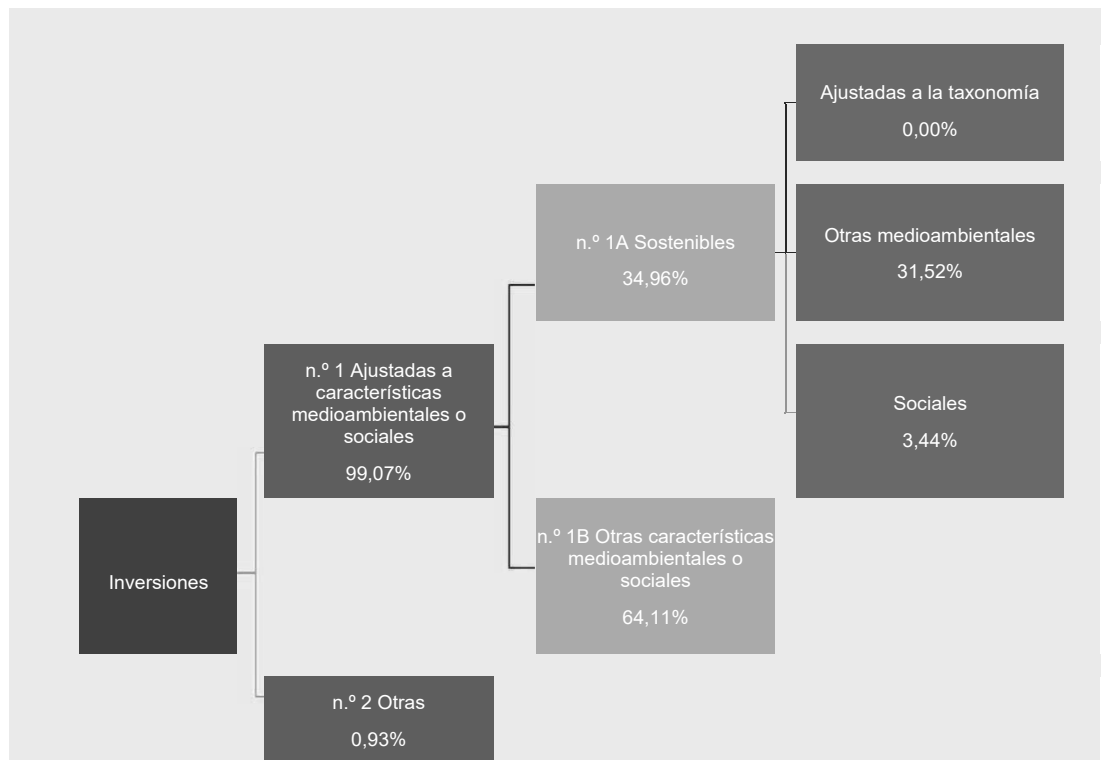 Ajustadas a la taxonomía
0,00%
n.º 1A Sostenibles
34,96%
Otras medioambientales
31,52%
n.º 1 Ajustadas a
características
medioambientales o
sociales
99,07%
Sociales
3,44%
Inversiones
n.º 1B Otras características
medioambientales o
sociales
64,11%
n.º 2 Otras
0,93%